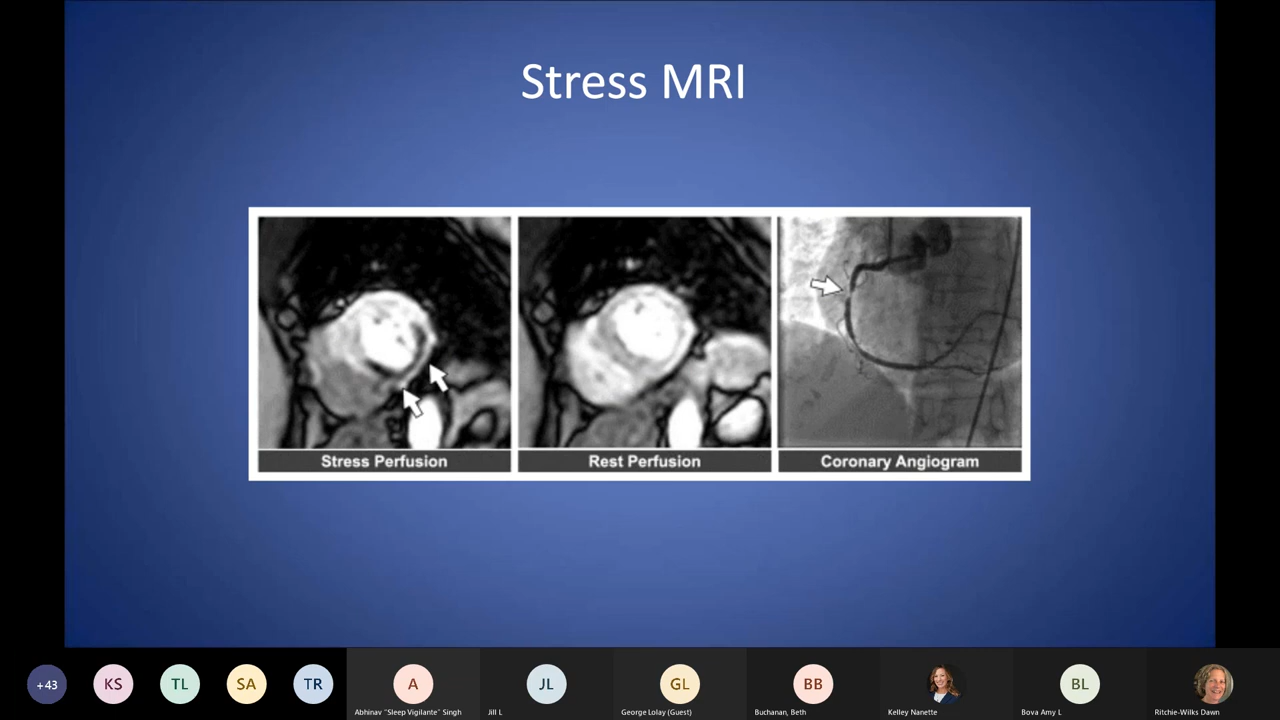 Stress MRI
Stress Perfusion
Rest Perfusion
Coronary Angiogram
+43
KS
TL
SA
TR
A
JL
GL
BB
BL
Abhinav "Sleep Vigilante" Singh
Jill L
George Lolay (Guest)
Buchanan, Beth
Kelley Nanette
Bova Amy L
Ritchie-Wilks Dawn